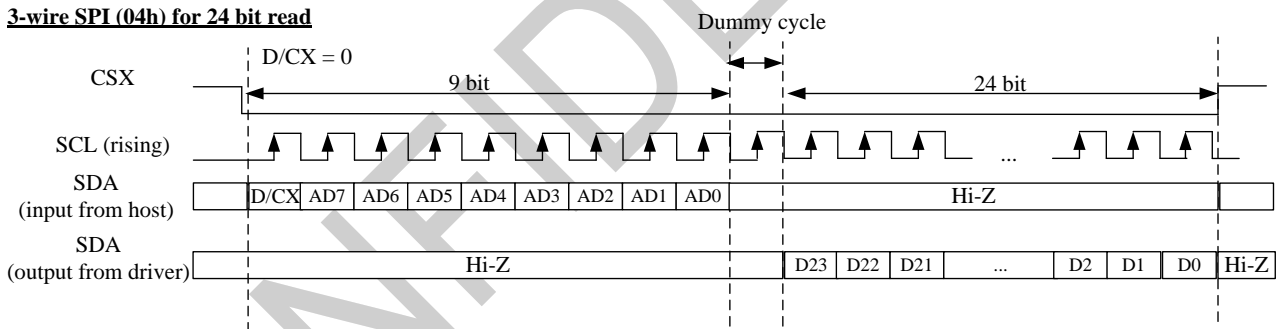 3-wire SPI (04h) for 24 bit read
Dummy cycle
D/CX = 0
CSX
9 bit
24 bit
SCL (rising)
...
SDA
(input from host)
D/CX AD7 AD6 AD5 AD4 AD3 AD2 AD1 AD0 Hi-Z
SDA
(output from driver)
Hi-Z D23 D22 D21 ... D2 D1 D0 Hi-Z